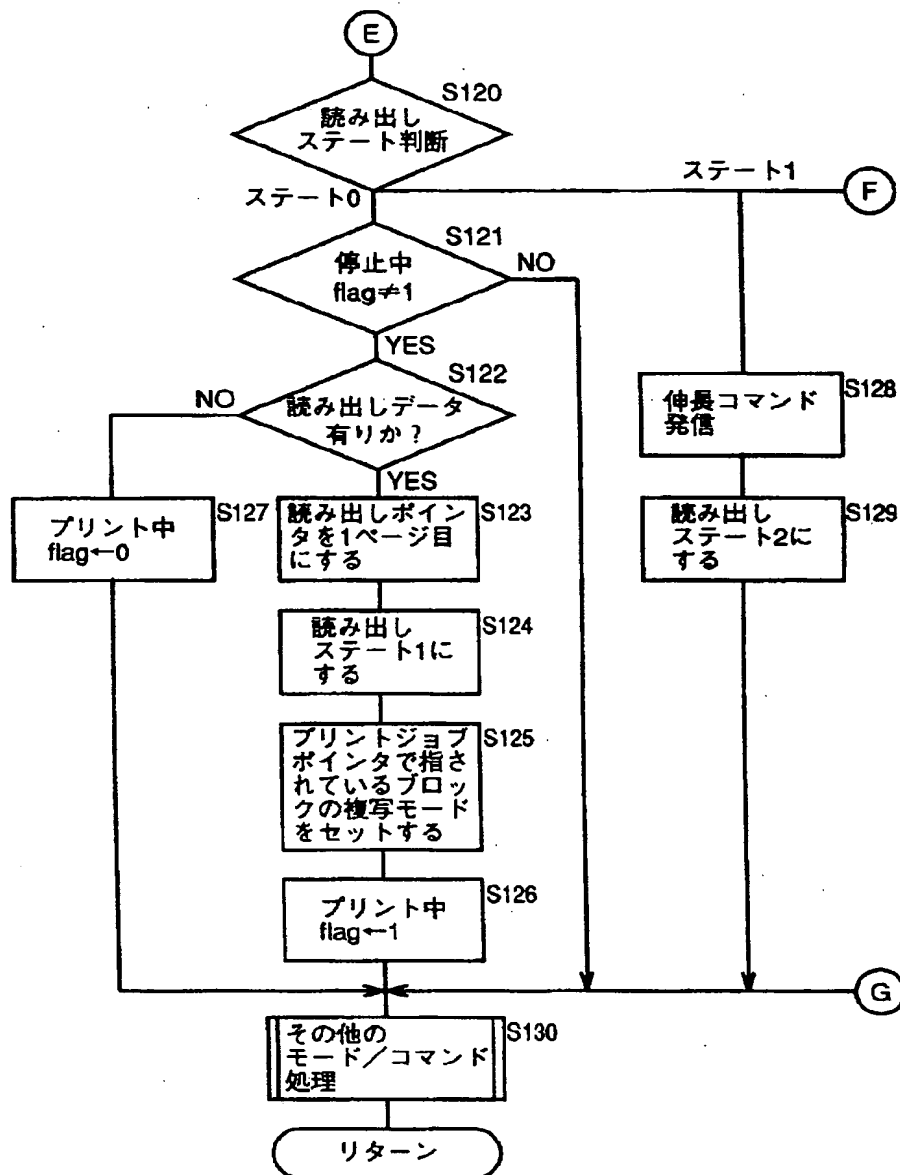 E
S120
読み出し
ステート判断
ステート0
ステート1
F
S121
停止中
flag≠1
NO
YES
S122
NO
読み出しデータ
有りか？
YES
S128
伸長コマンド
発信
S127
プリント中
flag←0
S123
読み出しポイン
タを1ページ目
にする
S129
読み出し
ステート2に
する
S124
読み出し
ステート1に
する
S125
プリントジョブ
ポインタで指さ
れているブロッ
クの複写モード
をセットする
S126
プリント中
flag←1
G
S130
その他の
モード／コマンド
処理
リターン